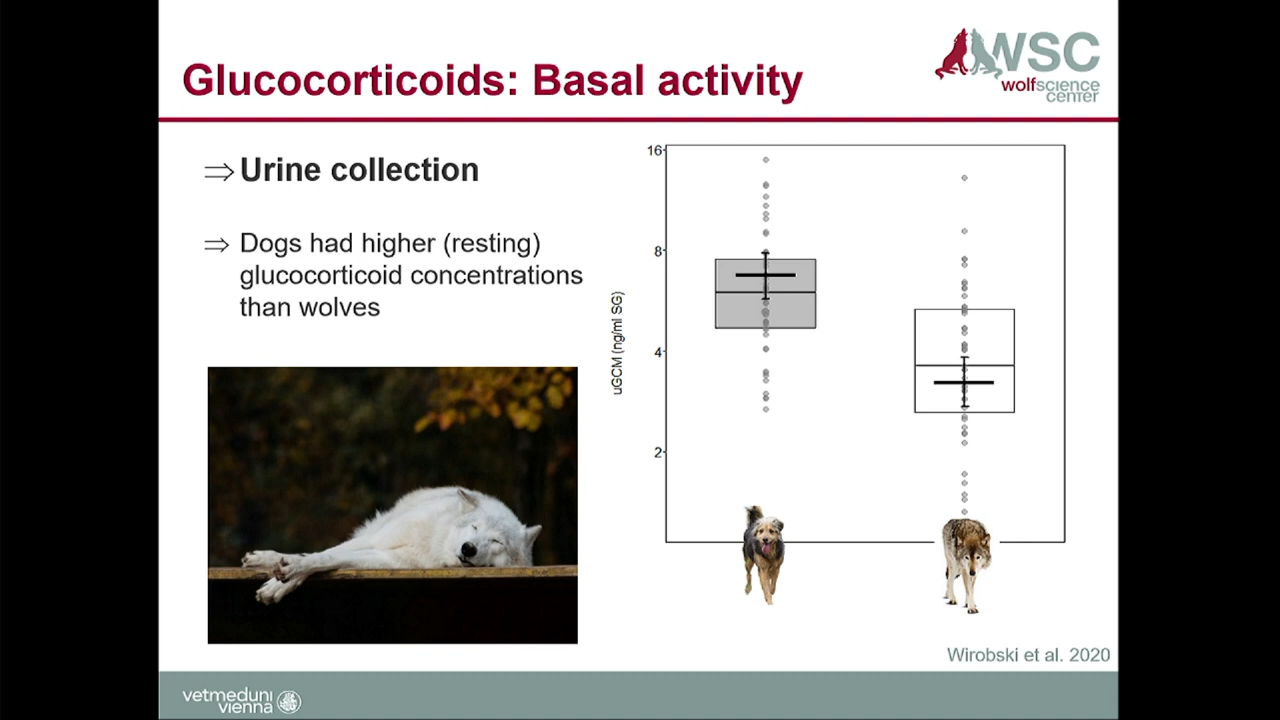 Glucocorticoids: Basal activity
WSC
wolfscience
center
⇒Urine collection
⇒ Dogs had higher (resting)
glucocorticoid concentrations
than wolves
16
8
4
2
uGCM (ng/ml SG)
Wirobski et al. 2020
vetmeduni
vienna